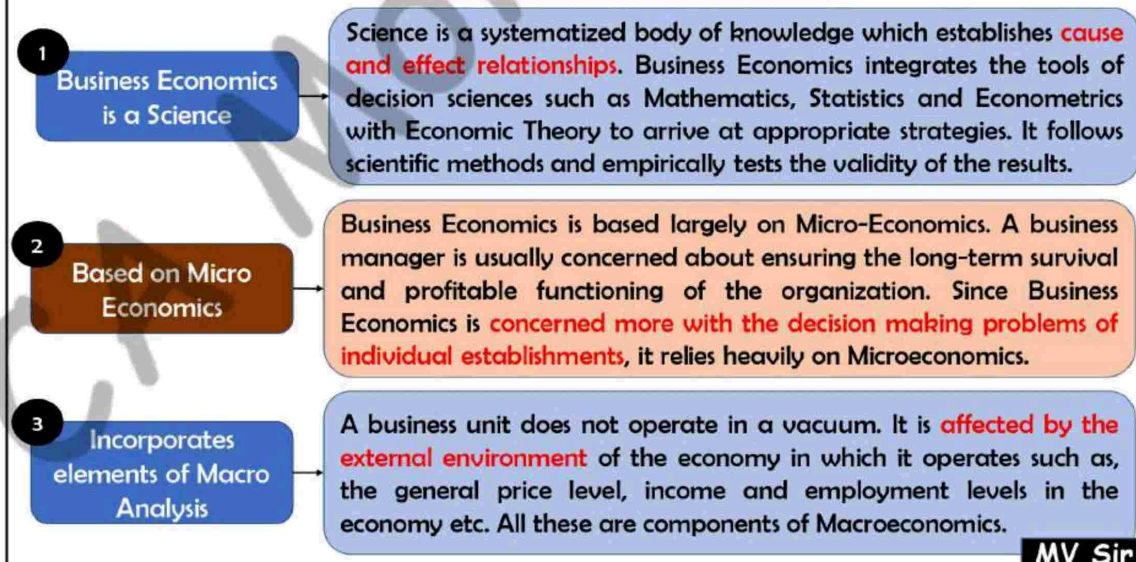 1
Business Economics
is a Science
Science is a systematized body of knowledge which establishes cause
and effect relationships. Business Economics integrates the tools of
decision sciences such as Mathematics, Statistics and Econometrics
with Economic Theory to arrive at appropriate strategies. It follows
scientific methods and empirically tests the validity of the results.
2
Based on Micro
Economics
Business Economics is based largely on Micro-Economics. A business
manager is usually concerned about ensuring the long-term survival
and profitable functioning of the organization. Since Business
Economics is concerned more with the decision making problems of
individual establishments, it relies heavily on Microeconomics.
3
Incorporates
elements of Macro
Analysis
A business unit does not operate in a vacuum. It is affected by the
external environment of the economy in which it operates such as,
the general price level, income and employment levels in the
economy etc. All these are components of Macroeconomics.
MV Sir
CA